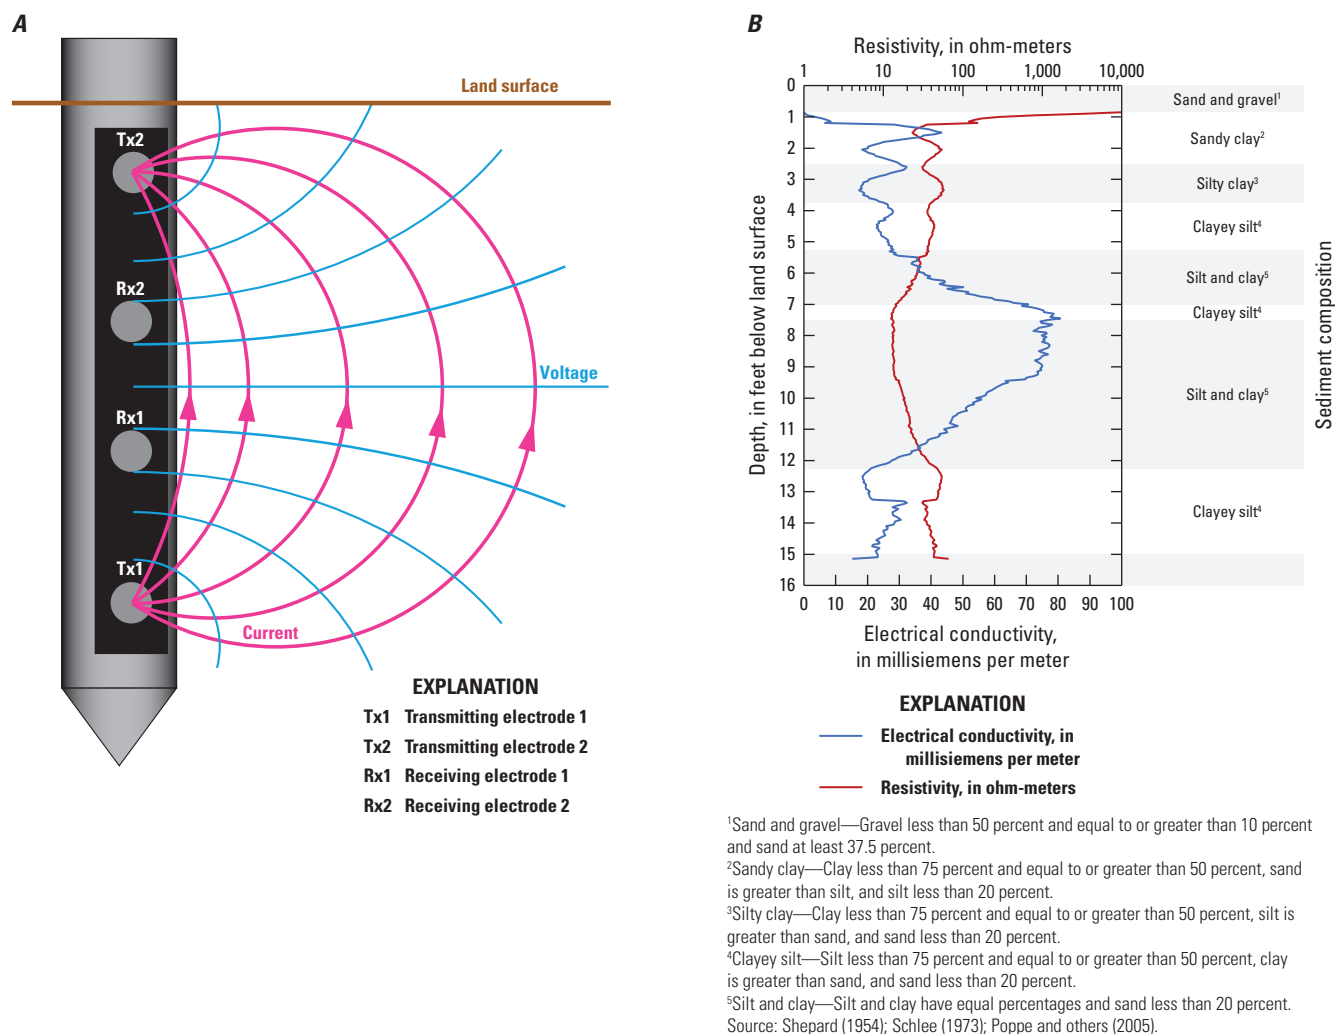 A
Land surface
Tx2
Rx2
Voltage
Rx1
Tx1
Current
EXPLANATION
Tx1 Transmitting electrode 1
Tx2 Transmitting electrode 2
Rx1 Receiving electrode 1
Rx2 Receiving electrode 2
B
Resistivity, in ohm-meters
1 10 100 1,000 10,000
0
1
2
3
4
5
6
7
8
9
10
11
12
13
14
15
16
Depth, in feet below land surface
Sand and gravel¹
Sandy clay²
Silty clay³
Clayey silt⁴
Silt and clay⁵
Clayey silt⁴
Silt and clay⁵
Clayey silt⁴
Sediment composition
0 10 20 30 40 50 60 70 80 90 100
Electrical conductivity,
in millisiemens per meter
EXPLANATION
Electrical conductivity, in
millisiemens per meter
Resistivity, in ohm-meters
¹Sand and gravel—Gravel less than 50 percent and equal to or greater than 10 percent
and sand at least 37.5 percent.
²Sandy clay—Clay less than 75 percent and equal to or greater than 50 percent, sand
is greater than silt, and silt less than 20 percent.
³Silty clay—Clay less than 75 percent and equal to or greater than 50 percent, silt is
greater than sand, and sand less than 20 percent.
⁴Clayey silt—Silt less than 75 percent and equal to or greater than 50 percent, clay
is greater than sand, and sand less than 20 percent.
⁵Silt and clay—Silt and clay have equal percentages and sand less than 20 percent.
Source: Shepard (1954); Schlee (1973); Poppe and others (2005).